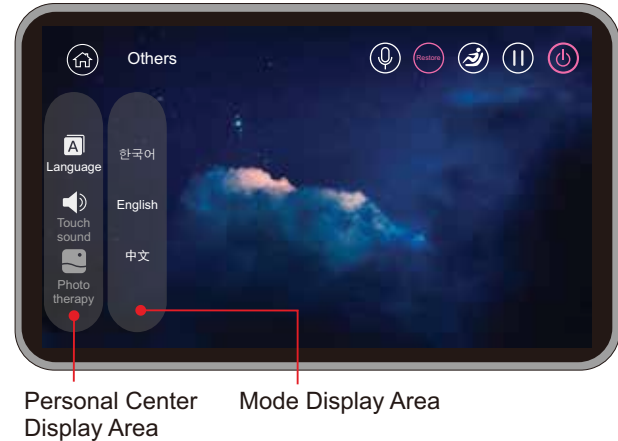 Others
Restore
A
Language
Touch
sound
Photo
therapy
한국어
English
中文
Personal Center
Display Area
Mode Display Area